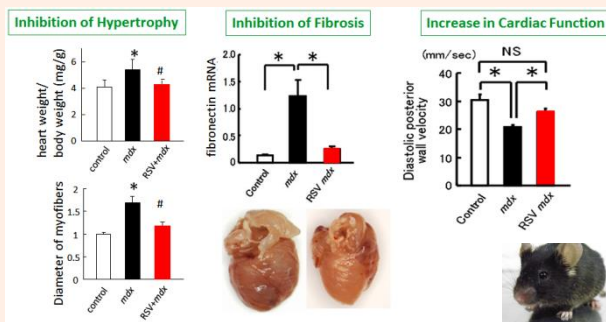 Inhibition of Hypertrophy
heart weight/
body weight (mg/g)
6
4
2
0
*
#
control
mdx
RSV+mdx
Diameter of myofibers
2
1.5
1
0.5
0
*
#
control
mdx
RSV+mdx
Inhibition of Fibrosis
fibronectin mRNA
2.0
1.5
1.0
0.5
0
*
*
Control
mdx
RSV mdx
Increase in Cardiac Function
(mm/sec)
Diastolic posterior
wall velocity
40
30
20
10
0
NS
*
*
Control
mdx
RSV mdx